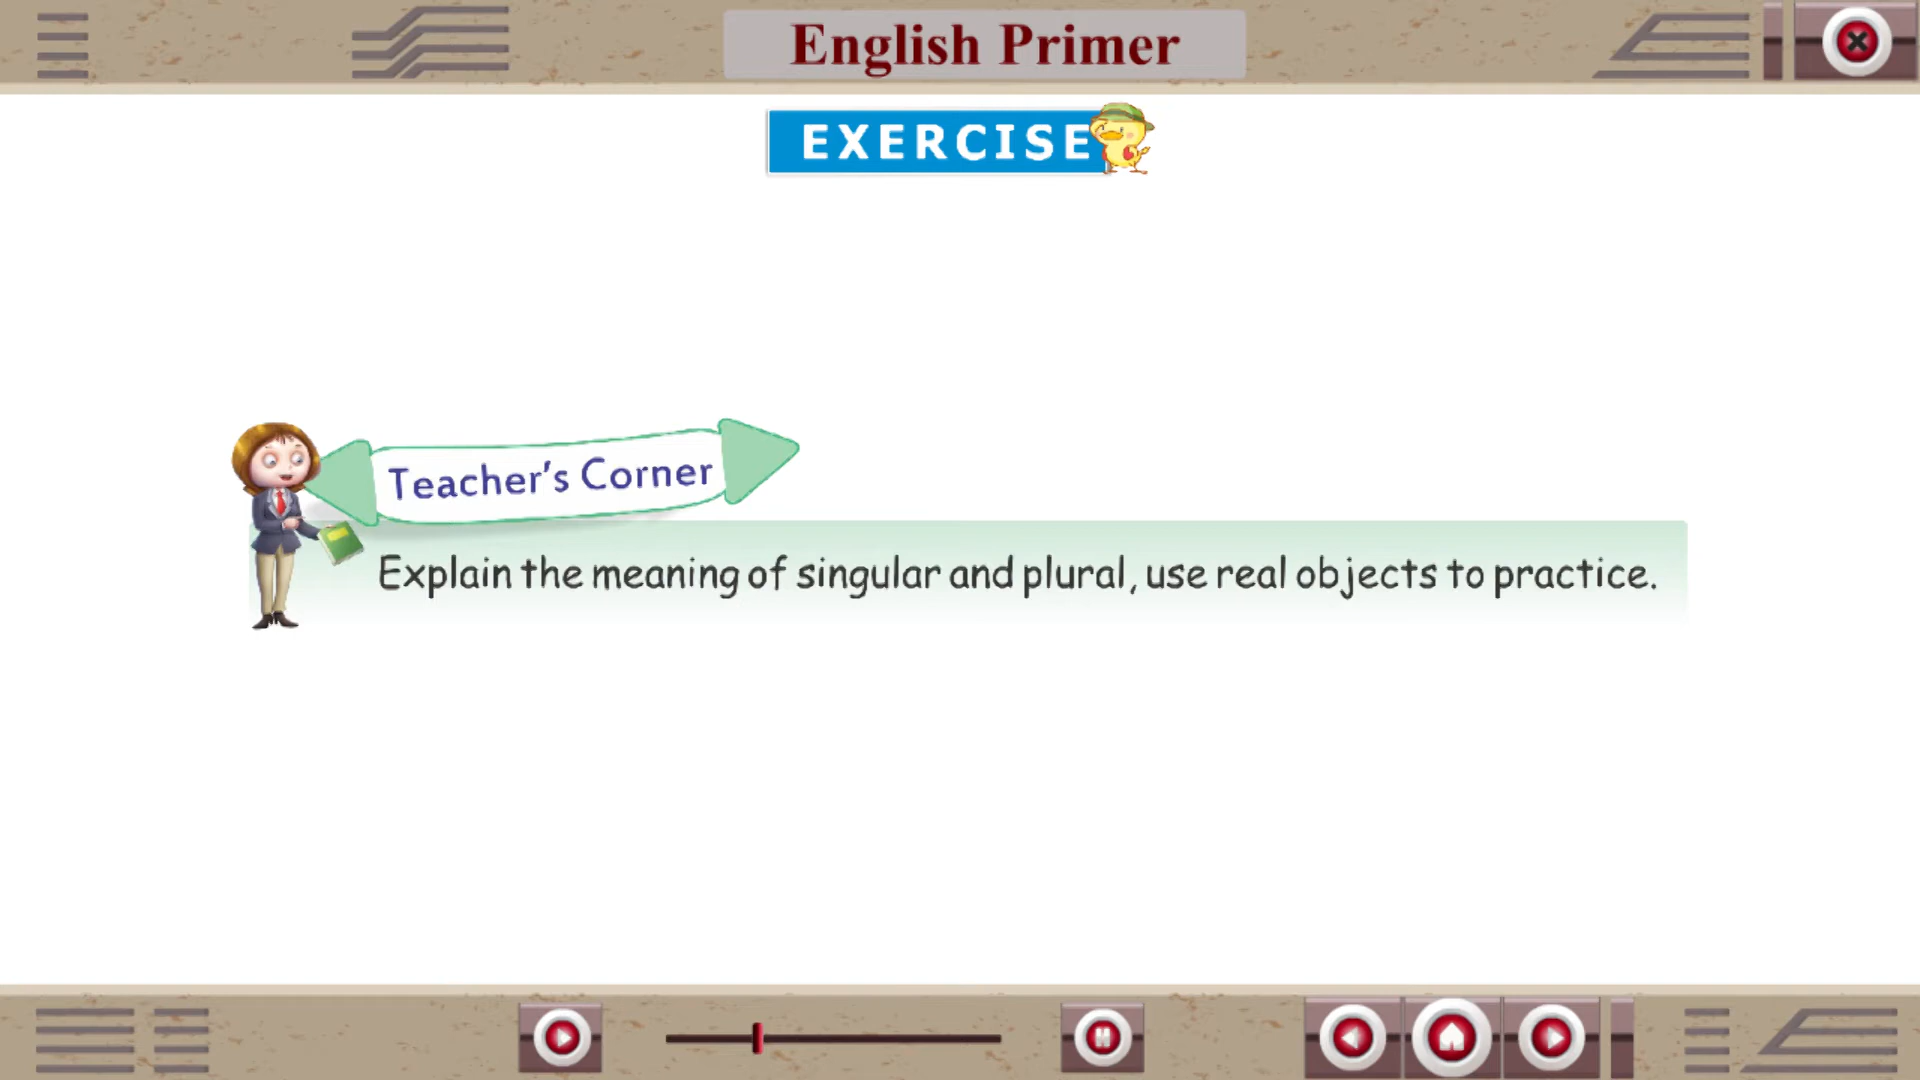 English Primer
EXERCISE
Teacher's Corner
Explain the meaning of singular and plural, use real objects to practice.